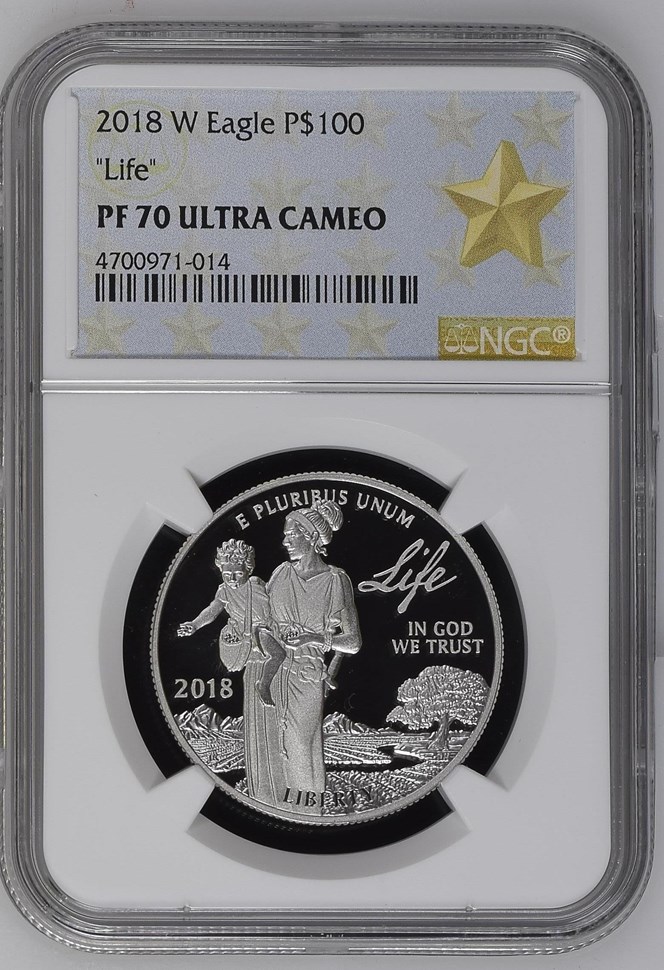 2018 W Eagle P$100
"Life"
PF 70 ULTRA CAMEO
4700971-014
NGC®
E PLURIBUS UNUM
Life
IN GOD
WE TRUST
2018
LIBERTY